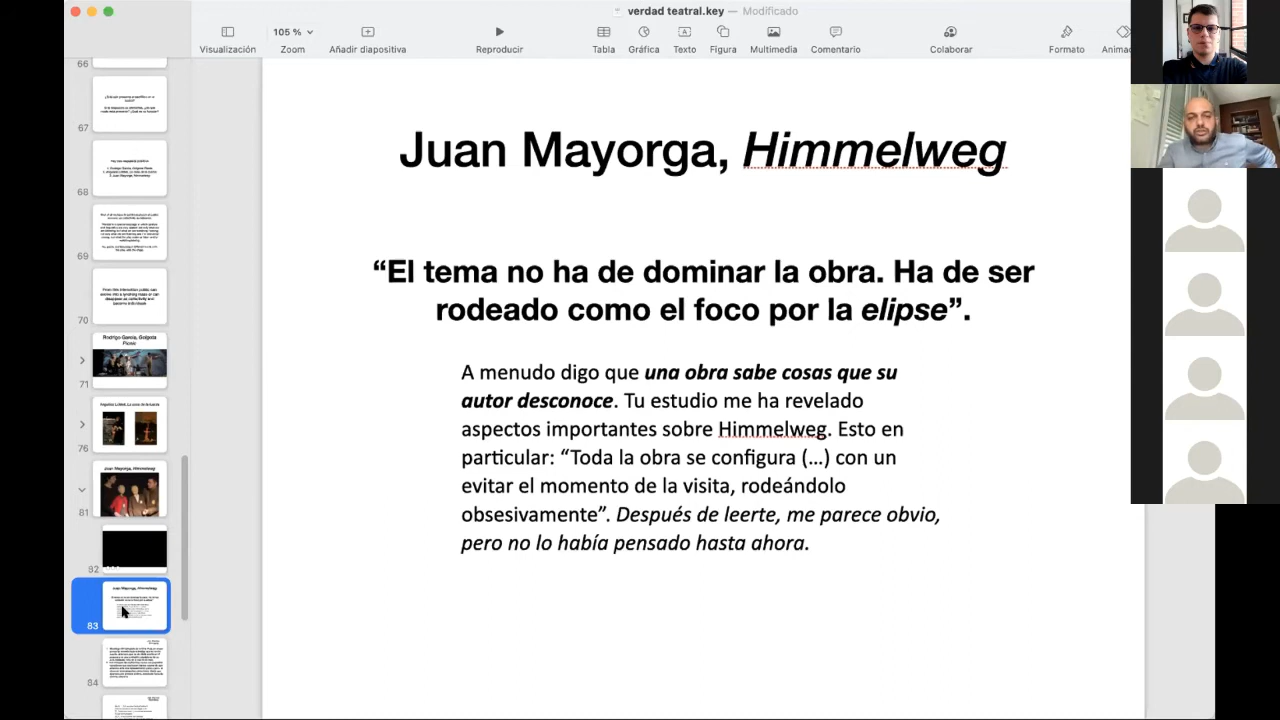 verdad teatral.key — Modificado
105 %
Visualización Zoom Añadir diapositiva Reproducir Tabla Gráfica Texto Figura Multimedia Comentario Colaborar Formato
66
67
68
69
70
Rodrigo García, Golgota
Picnic
71
76
Juan Mayorga, Himmelweg
81
82
Juan Mayorga, Himmelweg
83
84
Juan Mayorga, Himmelweg
“El tema no ha de dominar la obra. Ha de ser
rodeado como el foco por la elipse”.
A menudo digo que una obra sabe cosas que su
autor desconoce. Tu estudio me ha revelado
aspectos importantes sobre Himmelweg. Esto en
particular: “Toda la obra se configura (...) con un
evitar el momento de la visita, rodeándolo
obsesivamente”. Después de leerte, me parece obvio,
pero no lo había pensado hasta ahora.